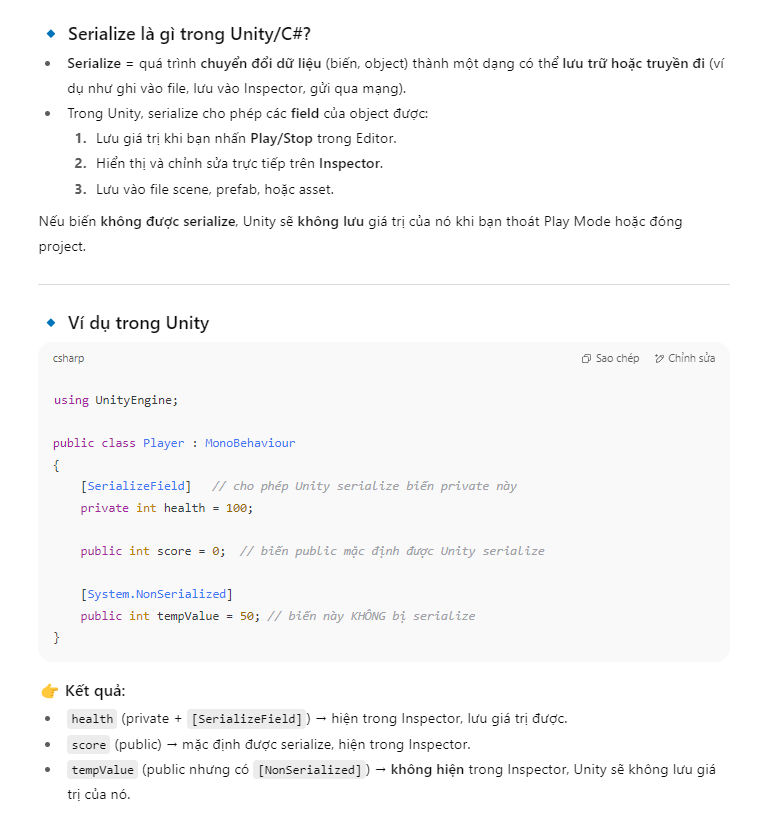 Serialize là gì trong Unity/C#?
Serialize = quá trình chuyển đổi dữ liệu (biến, object) thành một dạng có thể lưu trữ hoặc truyền đi (ví
dụ như ghi vào file, lưu vào Inspector, gửi qua mạng).
Trong Unity, serialize cho phép các field của object được:
1. Lưu giá trị khi bạn nhấn Play/Stop trong Editor.
2. Hiển thị và chỉnh sửa trực tiếp trên Inspector.
3. Lưu vào file scene, prefab, hoặc asset.
Nếu biến không được serialize, Unity sẽ không lưu giá trị của nó khi bạn thoát Play Mode hoặc đóng
project.
Ví dụ trong Unity
csharp Sao chép Chỉnh sửa
using UnityEngine;
public class Player : MonoBehaviour
{
[SerializeField] // cho phép Unity serialize biến private này
private int health = 100;
public int score = 0; // biến public mặc định được Unity serialize
[System.NonSerialized]
public int tempValue = 50; // biến này KHÔNG bị serialize
}
👉 Kết quả:
health (private + [SerializeField]) → hiện trong Inspector, lưu giá trị được.
score (public) → mặc định được serialize, hiện trong Inspector.
tempValue (public nhưng có [NonSerialized]) → không hiện trong Inspector, Unity sẽ không lưu giá
trị của nó.